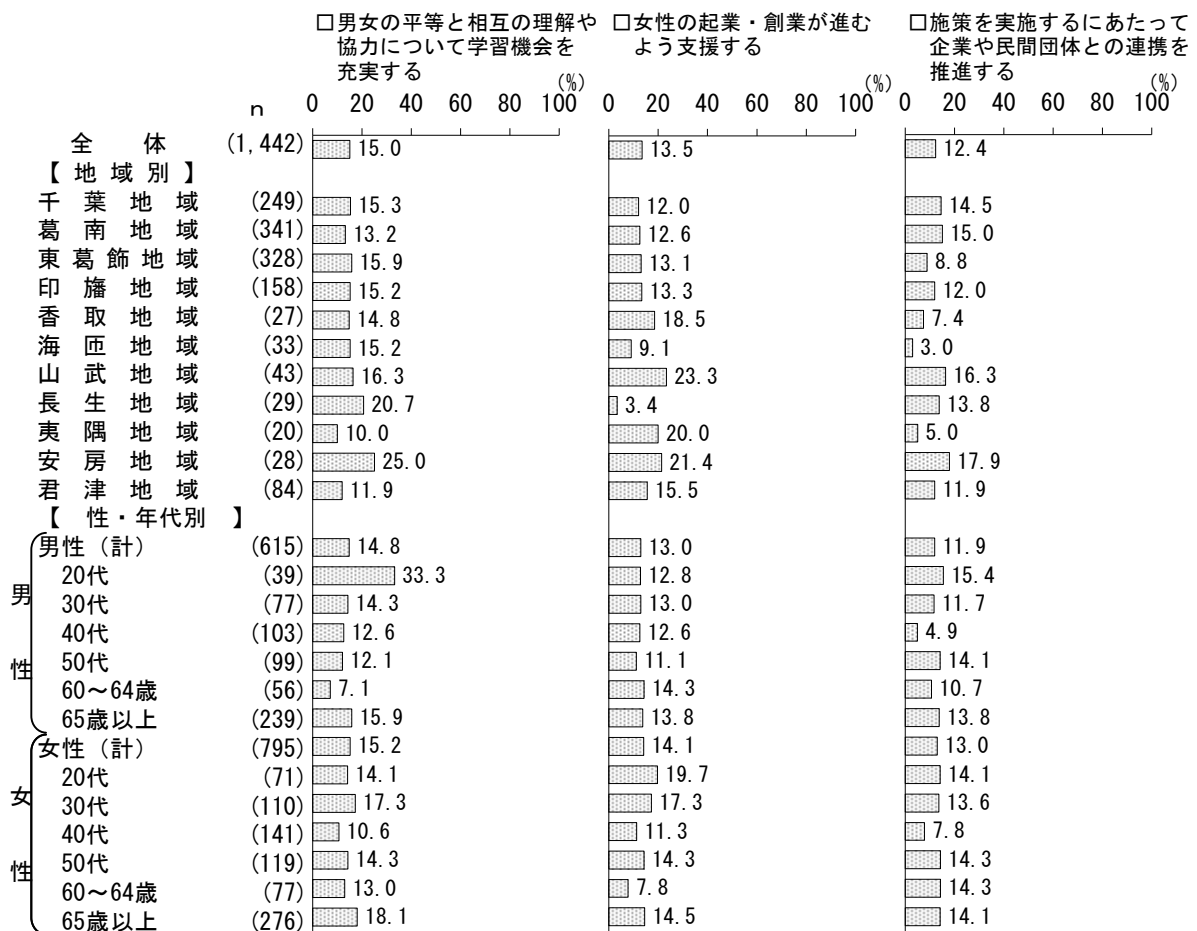 □男女の平等と相互の理解や
協力について学習機会を
充実する
□女性の起業・創業が進む
よう支援する
□施策を実施するにあたって
企業や民間団体との連携を
推進する
(%) (%) (%)
n 0 20 40 60 80 100 0 20 40 60 80 100 0 20 40 60 80 100
全体 (1,442) 15.0 13.5 12.4
【地域別】
千葉地域 (249) 15.3 12.0 14.5
葛南地域 (341) 13.2 12.6 15.0
東葛飾地域 (328) 15.9 13.1 8.8
印旛地域 (158) 15.2 13.3 12.0
香取地域 (27) 14.8 18.5 7.4
海匝地域 (33) 15.2 9.1 3.0
山武地域 (43) 16.3 23.3 16.3
長生地域 (29) 20.7 3.4 13.8
夷隅地域 (20) 10.0 20.0 5.0
安房地域 (28) 25.0 21.4 17.9
君津地域 (84) 11.9 15.5 11.9
【性・年代別】
男性
男性（計） (615) 14.8 13.0 11.9
20代 (39) 33.3 12.8 15.4
30代 (77) 14.3 13.0 11.7
40代 (103) 12.6 12.6 4.9
50代 (99) 12.1 11.1 14.1
60～64歳 (56) 7.1 14.3 10.7
65歳以上 (239) 15.9 13.8 13.8
女性
女性（計） (795) 15.2 14.1 13.0
20代 (71) 14.1 19.7 14.1
30代 (110) 17.3 17.3 13.6
40代 (141) 10.6 11.3 7.8
50代 (119) 14.3 14.3 14.3
60～64歳 (77) 13.0 7.8 14.3
65歳以上 (276) 18.1 14.5 14.1